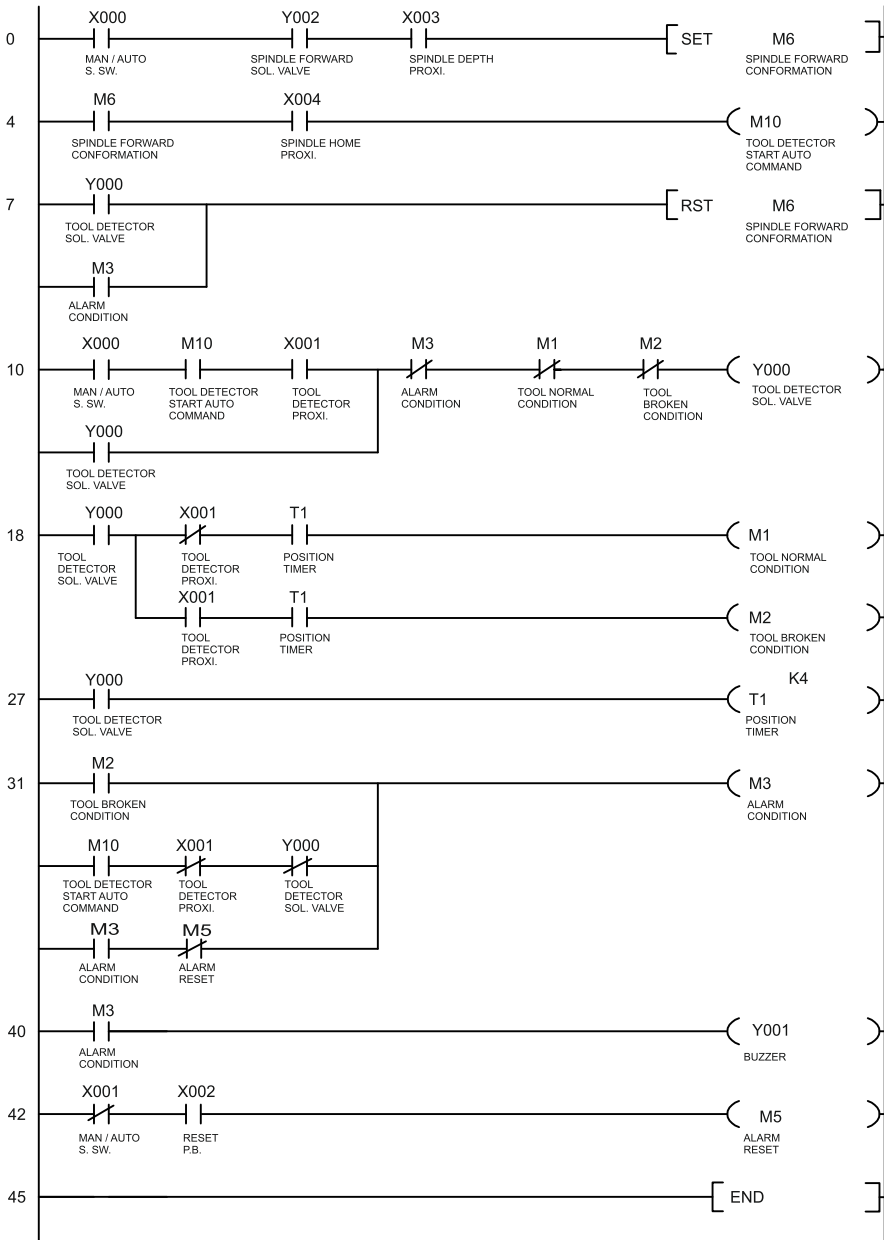 X000 Y002 X003
0 SET M6
MAN / AUTO SPINDLE FORWARD SPINDLE DEPTH SPINDLE FORWARD
S. SW. SOL. VALVE PROXI. CONFORMATION
M6 X004
4 M10
SPINDLE FORWARD SPINDLE HOME TOOL DETECTOR
CONFORMATION PROXI. START AUTO
COMMAND
Y000
7 RST M6
TOOL DETECTOR SPINDLE FORWARD
SOL. VALVE CONFORMATION
M3
ALARM
CONDITION
X000 M10 X001 M3 M1 M2
10 Y000
MAN / AUTO TOOL DETECTOR TOOL ALARM TOOL NORMAL TOOL TOOL DETECTOR
S. SW. START AUTO DETECTOR CONDITION CONDITION BROKEN SOL. VALVE
COMMAND PROXI. CONDITION
Y000
TOOL DETECTOR
SOL. VALVE
Y000 X001 T1
18 M1
TOOL TOOL POSITION TOOL NORMAL
DETECTOR DETECTOR TIMER CONDITION
SOL. VALVE PROXI.
X001 T1
M2
TOOL POSITION TOOL BROKEN
DETECTOR TIMER CONDITION
PROXI.
Y000 K4
27 T1
TOOL DETECTOR POSITION
SOL. VALVE TIMER
M2
31 M3
TOOL BROKEN ALARM
CONDITION CONDITION
M10 X001 Y000
TOOL DETECTOR TOOL TOOL
START AUTO DETECTOR DETECTOR
COMMAND PROXI. SOL. VALVE
M3 M5
ALARM ALARM
CONDITION RESET
M3
40 Y001
ALARM BUZZER
CONDITION
X001 X002
42 M5
MAN / AUTO RESET ALARM
S. SW. P.B. RESET
45 END